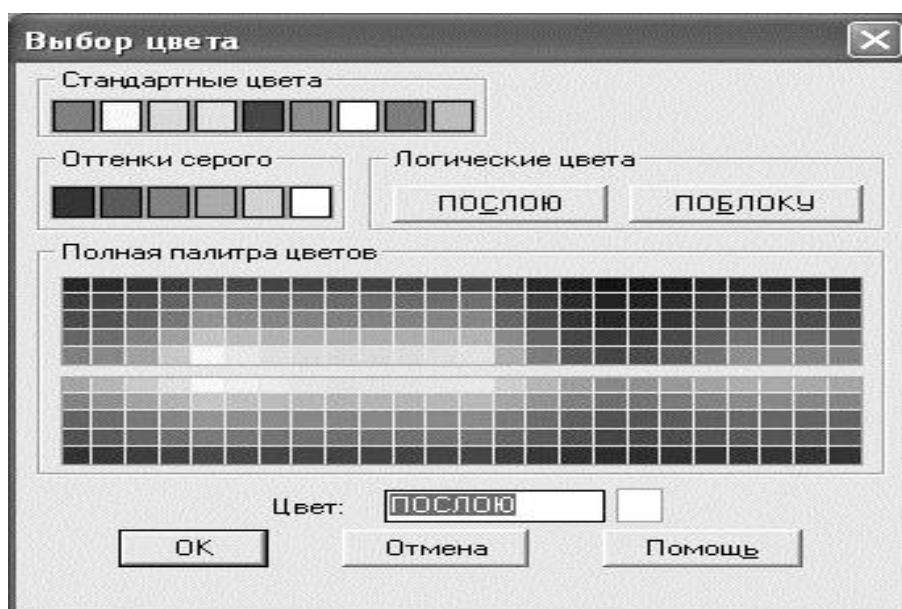 Выбор цвета
Стандартные цвета
Оттенки серого
Логические цвета
ПОСЛОЮ
ПОБЛОКУ
Полная палитра цветов
Цвет: ПОСЛОЮ
OK
Отмена
Помощь